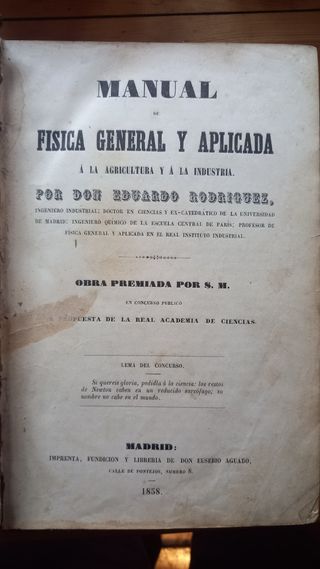 MANUAL
DE
FISICA GENERAL Y APLICADA
Á LA AGRICULTURA Y Á LA INDUSTRIA.
POR DON EDUARDO RODRIGUEZ,
INGENIERO INDUSTRIAL; DOCTOR EN CIENCIAS Y EX-CATEDRÁTICO DE LA UNIVERSIDAD
DE MADRID; INGENIERO QUÍMICO DE LA ESCUELA CENTRAL DE PARÍS; PROFESOR DE
FÍSICA GENERAL Y APLICADA EN EL REAL INSTITUTO INDUSTRIAL.
OBRA PREMIADA POR S. M.
EN CONCURSO PUBLICO
PROPUESTA DE LA REAL ACADEMIA DE CIENCIAS.
LEMA DEL CONCURSO.
Si quereis gloria, pedidla á la ciencia: los restos
de Newton caben en un reducido sarcófago; su
nombre no cabe en el mundo.
MADRID:
IMPRENTA, FUNDICION Y LIBRERIA DE DON EUSEBIO AGUADO,
CALLE DE PONTEJOS, NUMERO 8.
1858.